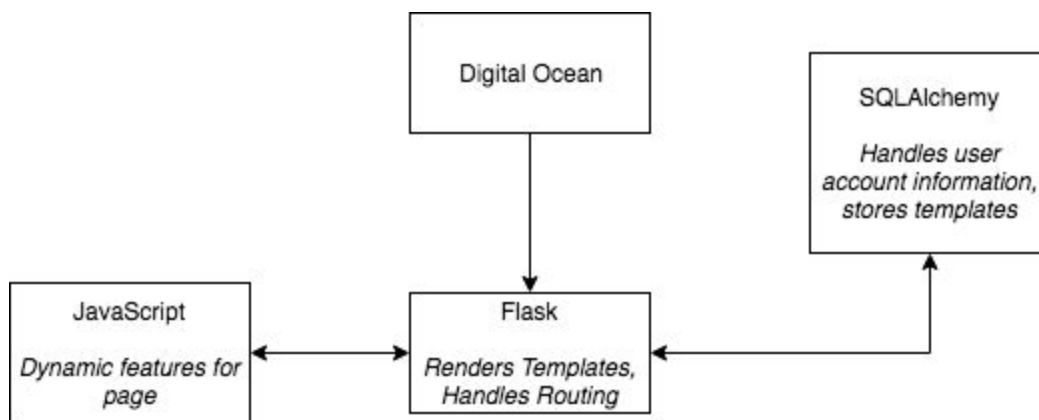 Digital Ocean
SQLAlchemy
Handles user
account information,
stores templates
JavaScript
Dynamic features for
page
Flask
Renders Templates,
Handles Routing